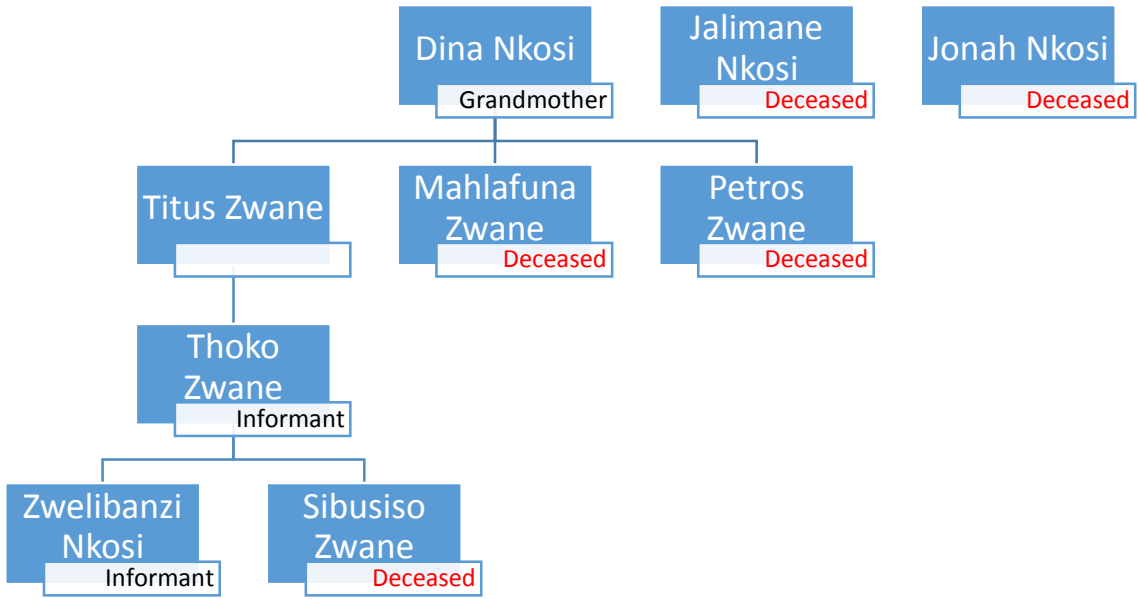 Dina Nkosi
Grandmother
Jalimane
Nkosi
Deceased
Jonah Nkosi
Deceased
Titus Zwane
Mahlafuna
Zwane
Deceased
Petros
Zwane
Deceased
Thoko
Zwane
Informant
Zwelibanzi
Nkosi
Informant
Sibusiso
Zwane
Deceased